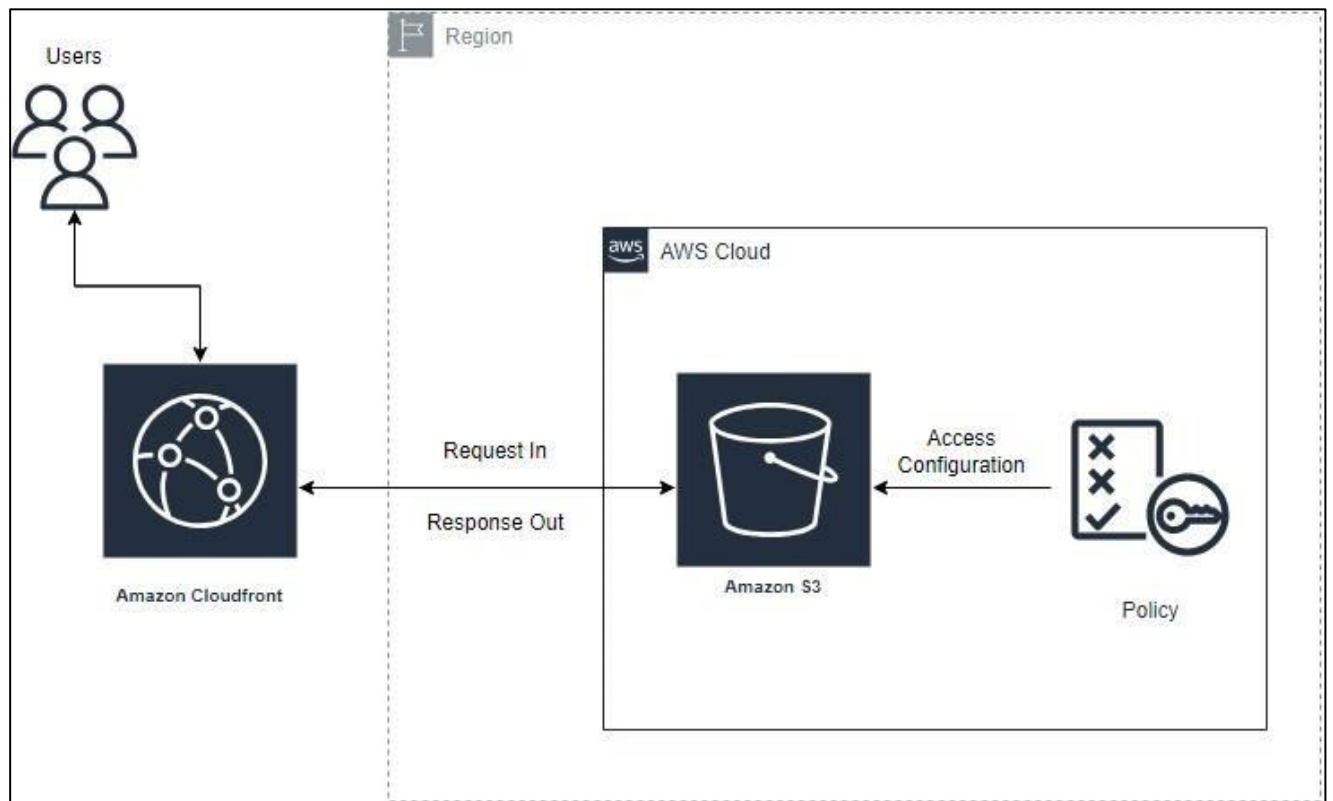 Region
Users
aws
AWS Cloud
Request In
Access
Configuration
Response Out
Amazon Cloudfront
Amazon S3
Policy